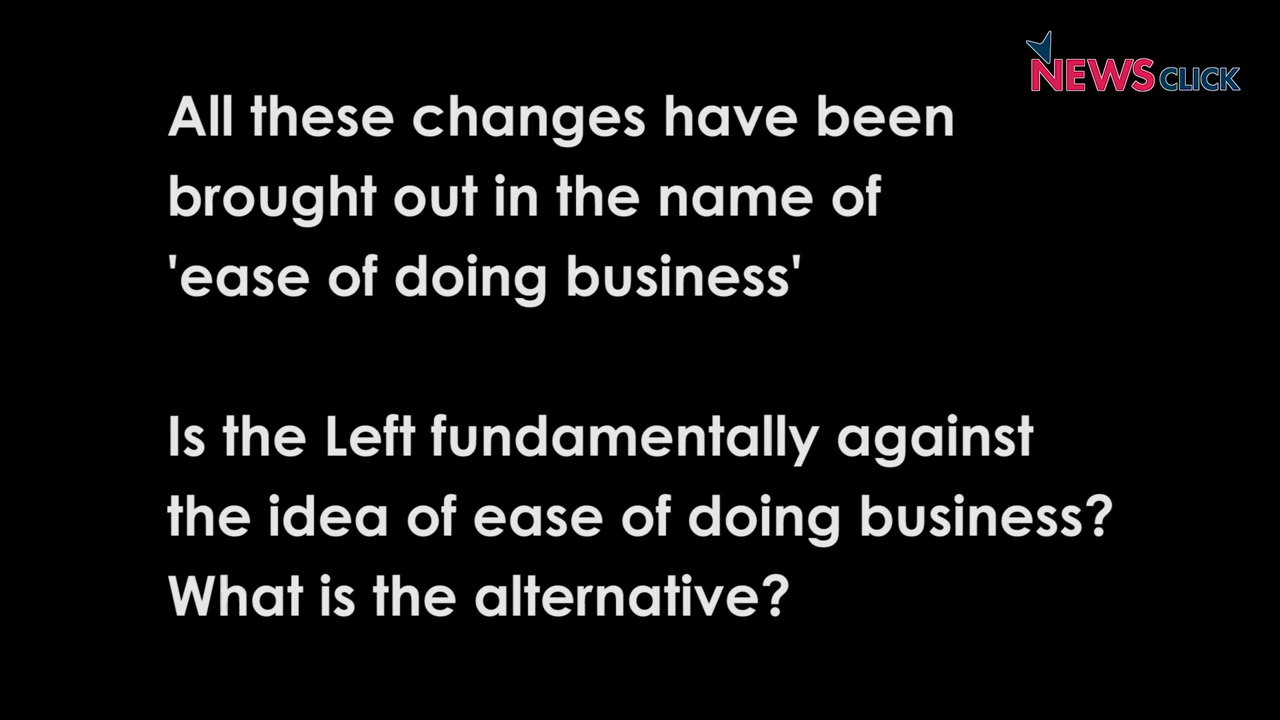 NEWSCLICK
All these changes have been
brought out in the name of
'ease of doing business'
Is the Left fundamentally against
the idea of ease of doing business?
What is the alternative?